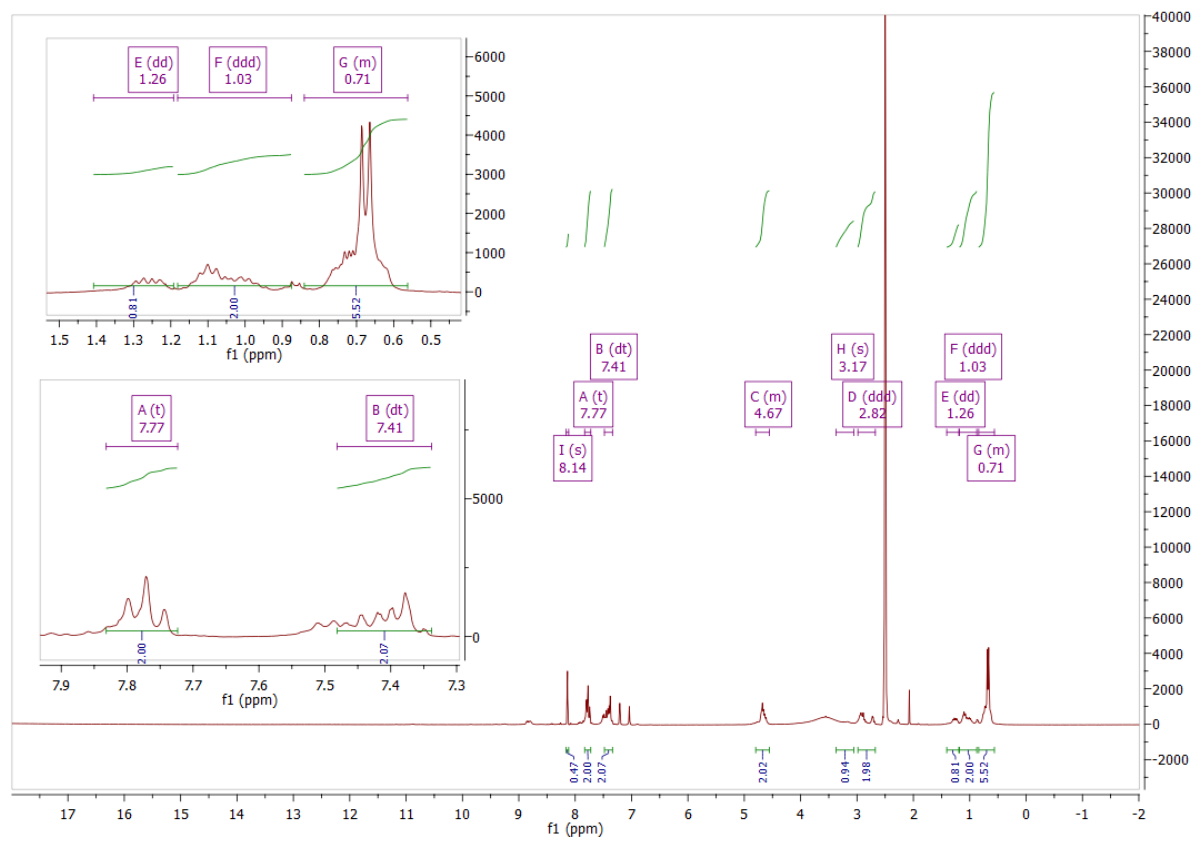 E (dd)
1.26
F (ddd)
1.03
G (m)
0.71
6000
5000
4000
3000
2000
1000
0
0.81
2.00
5.52
1.5 1.4 1.3 1.2 1.1 1.0 0.9 0.8 0.7 0.6 0.5
f1 (ppm)
A (t)
7.77
B (dt)
7.41
5000
0
2.00
2.07
7.9 7.8 7.7 7.6 7.5 7.4 7.3
f1 (ppm)
B (dt)
7.41
H (s)
3.17
F (ddd)
1.03
A (t)
7.77
C (m)
4.67
D (ddd)
2.82
E (dd)
1.26
I (s)
8.14
G (m)
0.71
40000
38000
36000
34000
32000
30000
28000
26000
24000
22000
20000
18000
16000
14000
12000
10000
8000
6000
4000
2000
0
-2000
0.47
2.00
2.07
2.02
0.94
1.98
0.81
2.00
5.52
17 16 15 14 13 12 11 10 9 8 7 6 5 4 3 2 1 0 -1 -2
f1 (ppm)